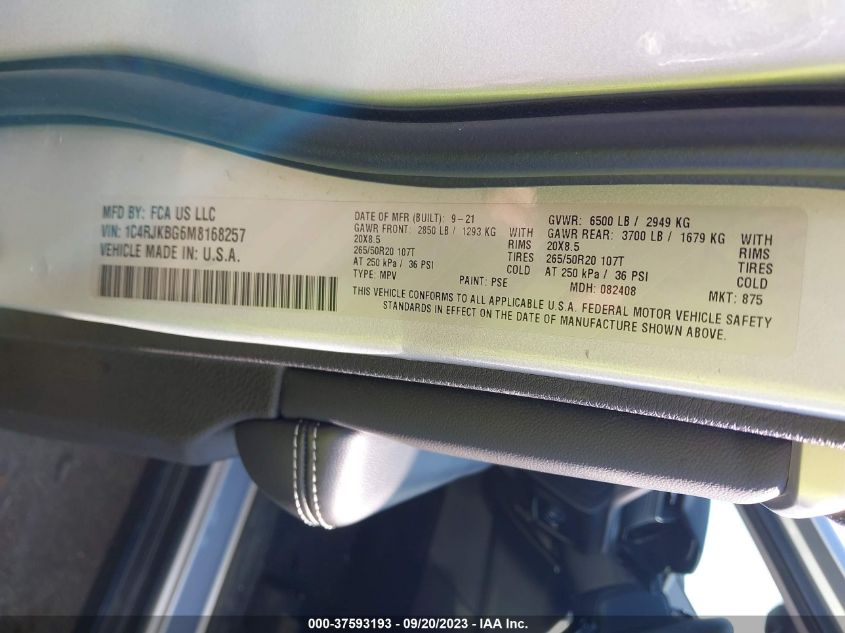 MFD BY: FCA US LLC
VIN: 1C4RJKBG6M8168257
VEHICLE MADE IN: U.S.A.
DATE OF MFR (BUILT): 9-21
GAWR FRONT: 2850 LB / 1293 KG WITH
20X8.5 RIMS
265/50R20 107T TIRES
AT 250 kPa / 36 PSI COLD
TYPE: MPV PAINT: PSE
GVWR: 6500 LB / 2949 KG
GAWR REAR: 3700 LB / 1679 KG WITH
20X8.5 RIMS
265/50R20 107T TIRES
AT 250 kPa / 36 PSI COLD
MDH: 082408 MKT: 875
THIS VEHICLE CONFORMS TO ALL APPLICABLE U.S.A. FEDERAL MOTOR VEHICLE SAFETY
STANDARDS IN EFFECT ON THE DATE OF MANUFACTURE SHOWN ABOVE.
000-37593193 - 09/20/2023 - IAA Inc.